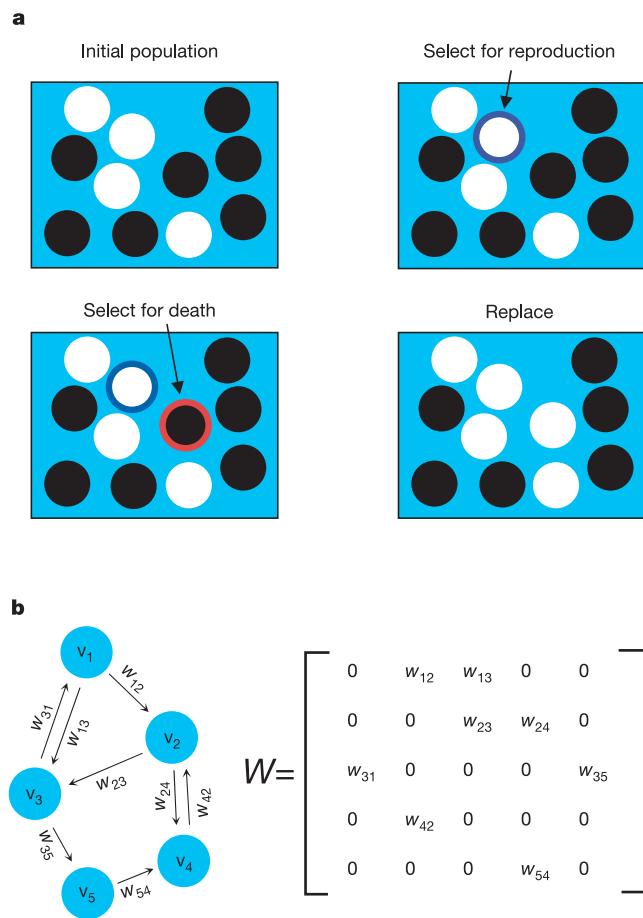 a
Initial population
Select for reproduction
Select for death
Replace
b
v1
w12
w31
w13
v2
w23
w24
w42
v3
w35
v4
v5
w54
W=
0 w12 w13 0 0
0 0 w23 w24 0
w31 0 0 0 w35
0 w42 0 0 0
0 0 0 w54 0